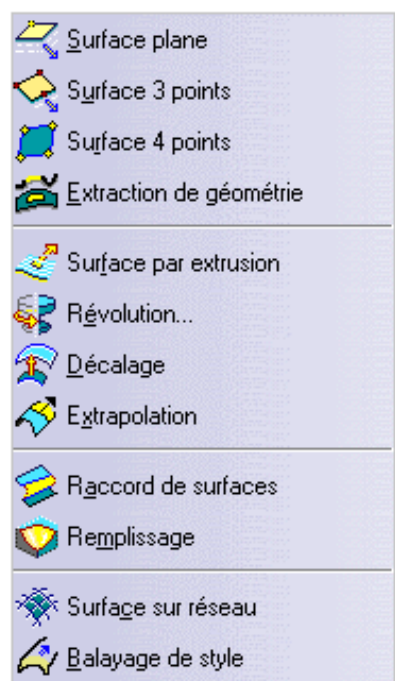 Surface plane
Surface 3 points
Surface 4 points
Extraction de géométrie
Surface par extrusion
Révolution...
Décalage
Extrapolation
Raccord de surfaces
Remplissage
Surface sur réseau
Balayage de style